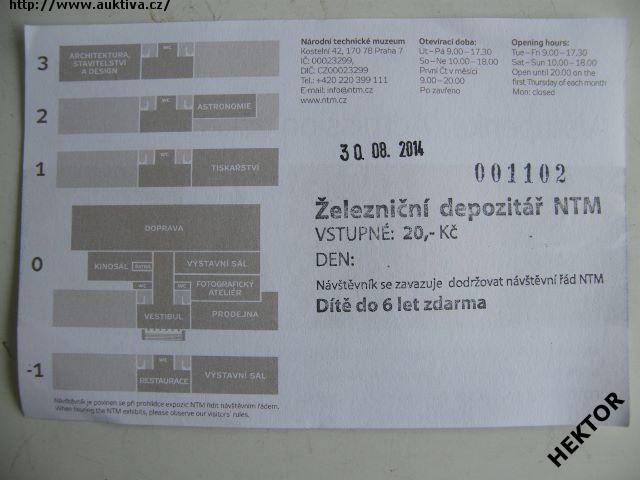 http://www.auktiva.cz/
3
ARCHITEKTURA,
STAVITELSTVÍ
A DESIGN
WC
2
WC
ASTRONOMIE
1
WC
TISKAŘSTVÍ
0
DOPRAVA
KINOSÁL
ŠATNA
VÝSTAVNÍ SÁL
WC
WC
FOTOGRAFICKÝ
ATELIÉR
VESTIBUL
PRODEJNA
-1
WC
RESTAURACE
VÝSTAVNÍ SÁL
Návštěvník je povinen se při prohlídce expozic NTM řídit návštěvním řádem.
When touring the NTM exhibits, please observe our visitors' rules.
Národní technické muzeum
Kostelní 42, 170 78 Praha 7
IČ: 00023299,
DIČ: CZ00023299
Tel.: +420 220 399 111
E-mail: info@ntm.cz
www.ntm.cz
Otevírací doba:
Út – Pá 9.00 – 17.30
So – Ne 10.00 – 18.00
První Čt v měsíci
9.00 – 20.00
Po zavřeno
Opening hours:
Tue – Fri 9.00 – 17.30
Sat – Sun 10.00 – 18.00
Open until 20.00 on the
first Thursday of each month
Mon: closed
30. 08. 2014
001102
Železniční depozitář NTM
VSTUPNÉ: 20,- Kč
DEN:
Návštěvník se zavazuje dodržovat návštěvní řád NTM
Dítě do 6 let zdarma
HEKTOR